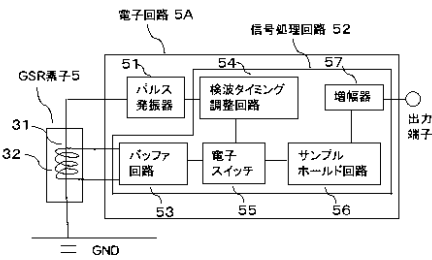 電子回路 5A
信号処理回路 52
GSR素子5
51
パルス
発振器
54
検波タイミング
調整回路
57
増幅器
出力
端子
31
32
バッファ
回路
53
電子
スイッチ
55
サンプル
ホールド回路
56
GND